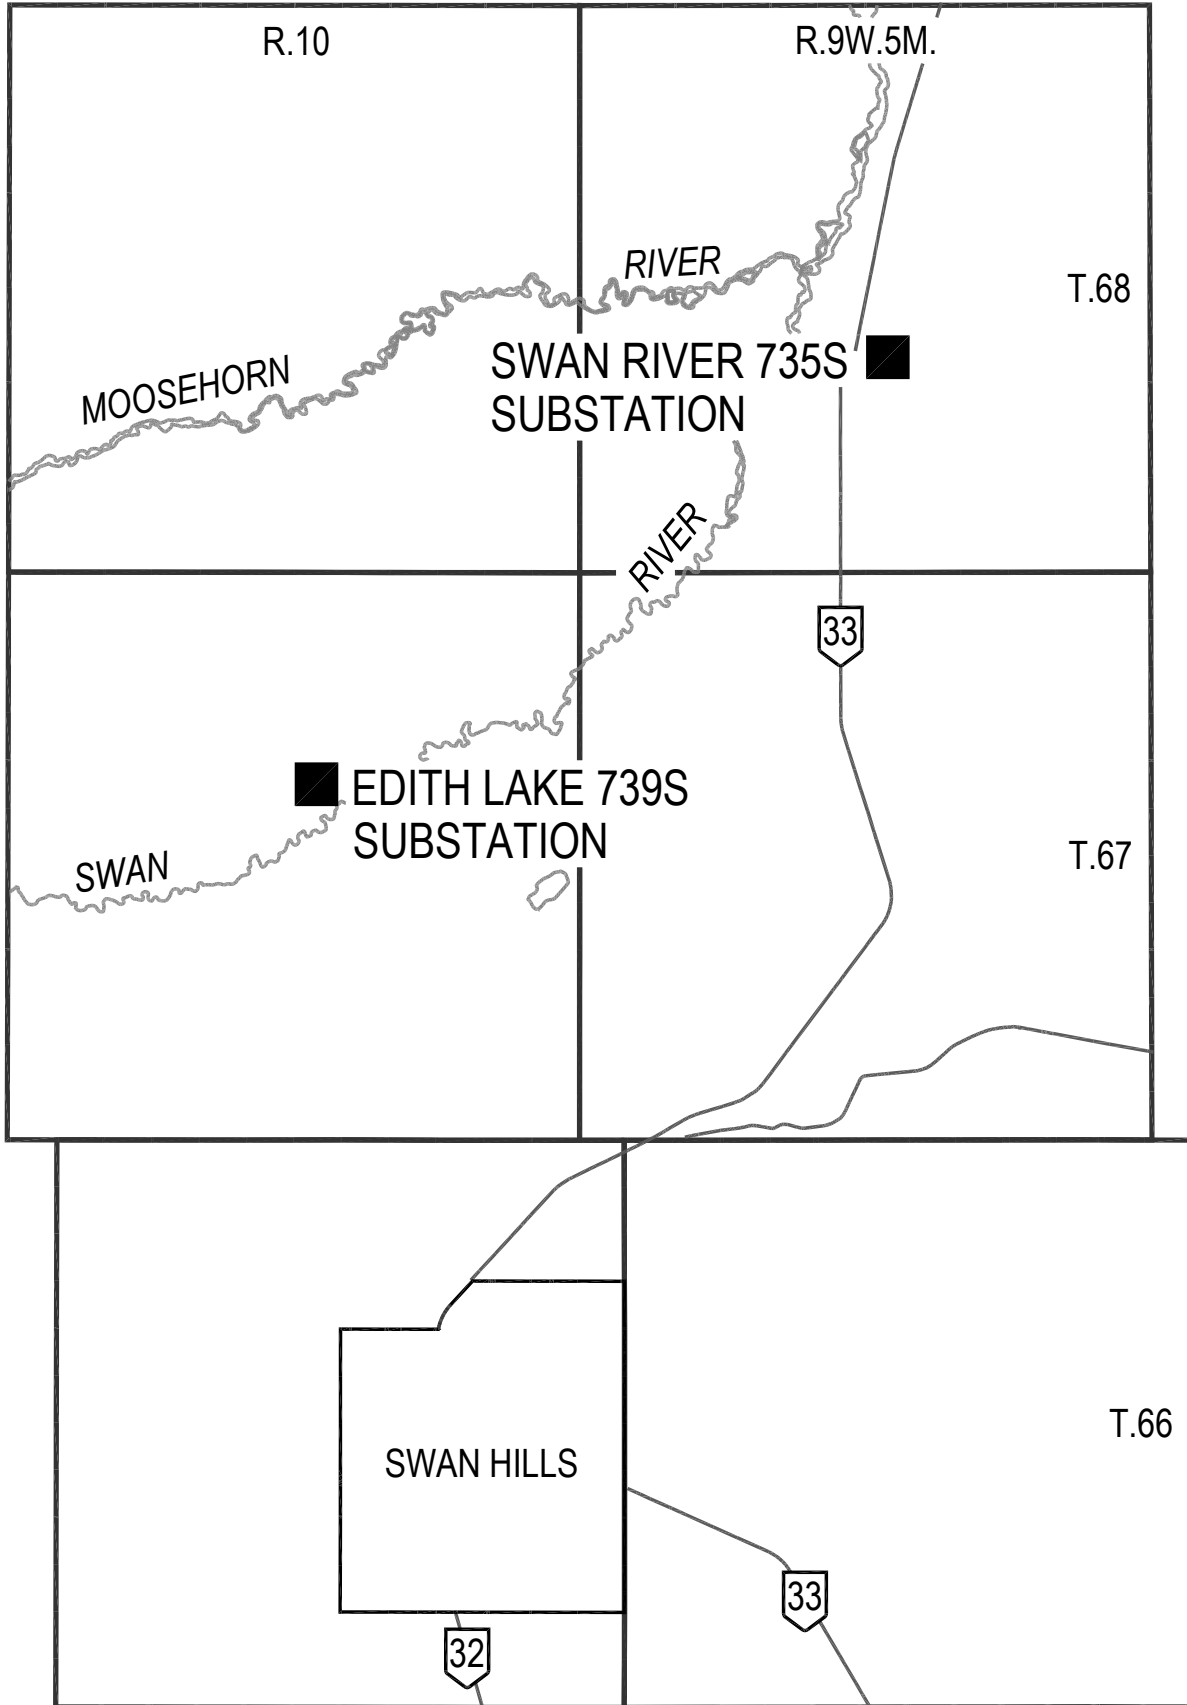 R.10
R.9W.5M.
RIVER
T.68
MOOSEHORN
SWAN RIVER 735S
SUBSTATION
RIVER
33
EDITH LAKE 739S
SUBSTATION
SWAN
T.67
T.66
SWAN HILLS
33
32